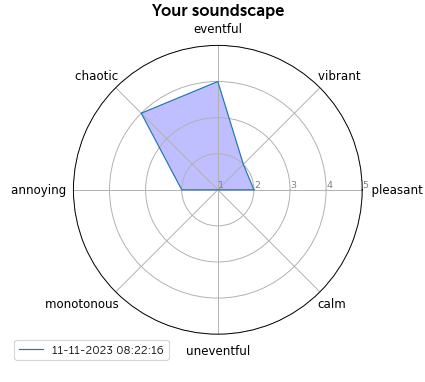 Your soundscape
eventful
chaotic
vibrant
annoying
1
2
3
4
5
pleasant
monotonous
calm
11-11-2023 08:22:16
uneventful